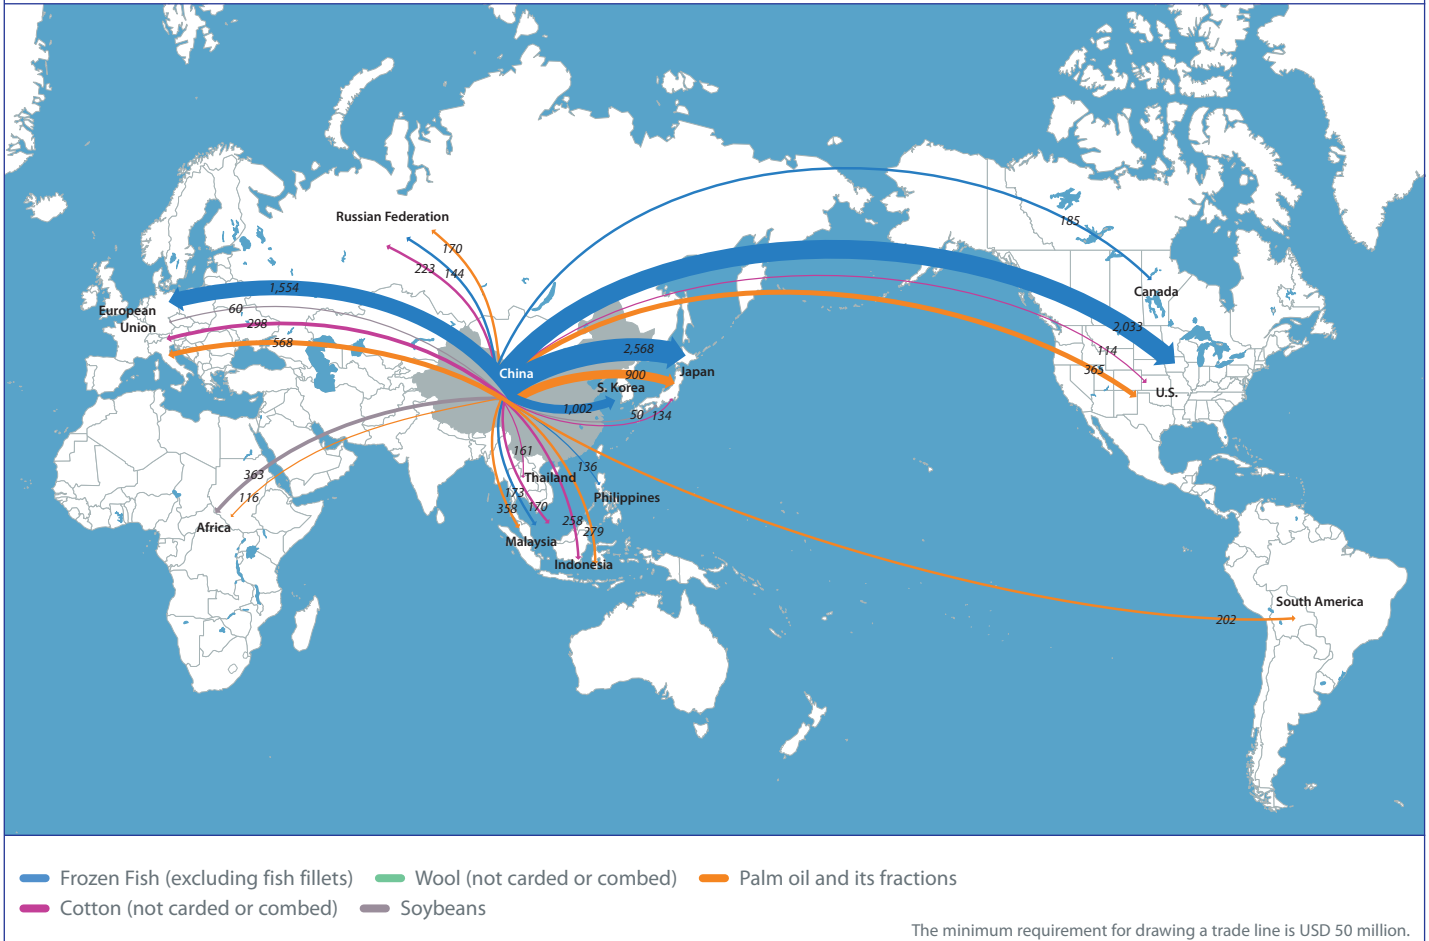 Russian Federation
170
223
144
185
1,554
European
Union
60
298
568
Canada
2,033
114
365
U.S.
China
2,568
Japan
900
S. Korea
1,002
50
134
161
136
Thailand
363
116
Africa
173
170
358
Philippines
258
279
Malaysia
Indonesia
South America
202
Frozen Fish (excluding fish fillets)
Wool (not carded or combed)
Palm oil and its fractions
Cotton (not carded or combed)
Soybeans
The minimum requirement for drawing a trade line is USD 50 million.